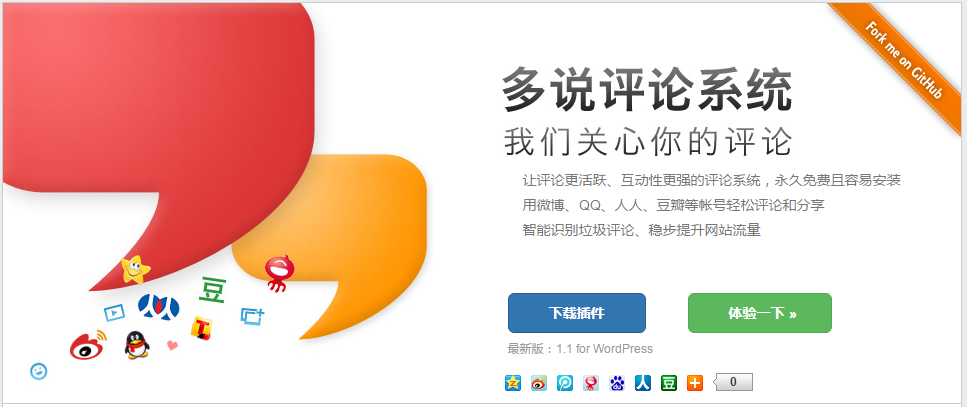 Fork me on GitHub
多说评论系统
我们关心你的评论
让评论更活跃、互动性更强的评论系统，永久免费且容易安装
用微博、QQ、人人、豆瓣等帐号轻松评论和分享
智能识别垃圾评论、稳步提升网站流量
豆
T
下载插件
体验一下 »
最新版：1.1 for WordPress
人 豆 0